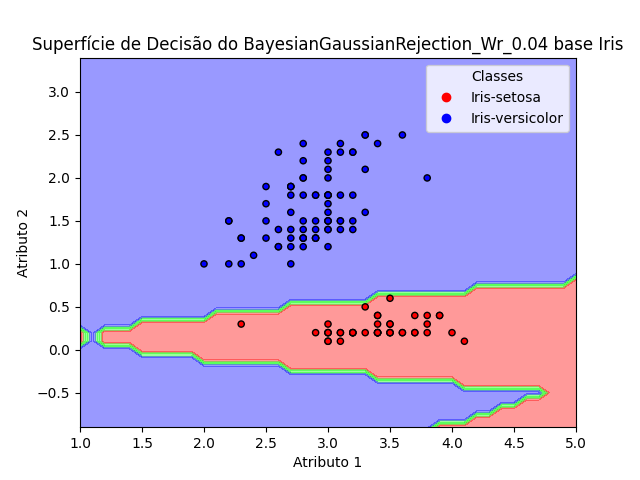 Superfície de Decisão do BayesianGaussianRejection_Wr_0.04 base Iris
Classes
Iris-setosa
Iris-versicolor
3.0
2.5
2.0
1.5
1.0
0.5
0.0
−0.5
Atributo 2
1.0 1.5 2.0 2.5 3.0 3.5 4.0 4.5 5.0
Atributo 1